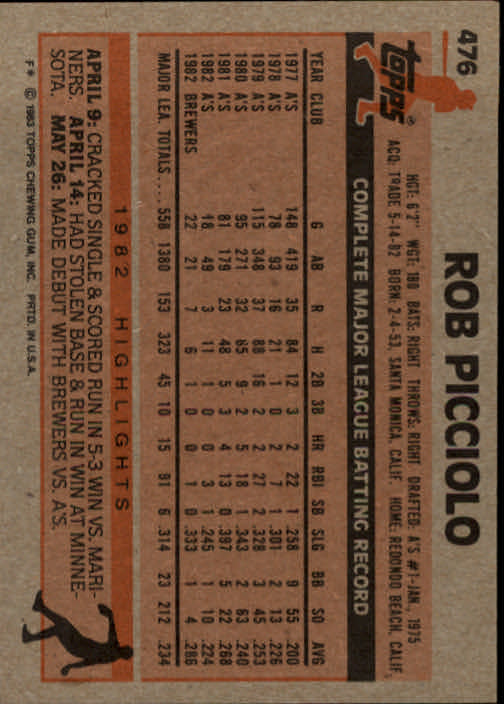 476
ROB PICCIOLO
topps®
HGT: 6'2" WGT: 180 BATS: RIGHT THROWS: RIGHT DRAFTED: A'S #1-JAN., 1975
ACQ: TRADE 5-14-82 BORN: 2-4-53, SANTA MONICA, CALIF. HOME: REDONDO BEACH, CALIF.
COMPLETE MAJOR LEAGUE BATTING RECORD
YEAR CLUB G AB R H 2B 3B HR RBI SB SLG BB SO AVG
1977 A'S 148 419 35 84 12 3 2 22 1 .258 9 55 .200
1978 A'S 78 93 16 21 1 0 2 7 1 .301 2 13 .226
1979 A'S 115 348 37 88 16 2 2 27 2 .328 3 45 .253
1980 A'S 95 271 32 65 9 2 5 18 1 .343 2 63 .240
1981 A'S 81 179 23 48 5 3 4 13 0 .397 5 22 .268
1982 A'S 18 49 3 11 1 0 0 3 1 .245 1 10 .224
1982 BREWERS 22 21 7 6 1 0 0 1 0 .333 1 4 .286
MAJOR LEA. TOTALS.... 558 1380 153 323 45 10 15 91 6 .314 23 212 .234
1982 HIGHLIGHTS
APRIL 9: CRACKED SINGLE & SCORED RUN IN 5-3 WIN VS. MARI-
NERS. APRIL 14: HAD STOLEN BASE & RUN IN WIN AT MINNE-
SOTA. MAY 26: MADE DEBUT WITH BREWERS VS. A'S.
F* © 1983 TOPPS CHEWING GUM, INC. PRTD. IN U.S.A.